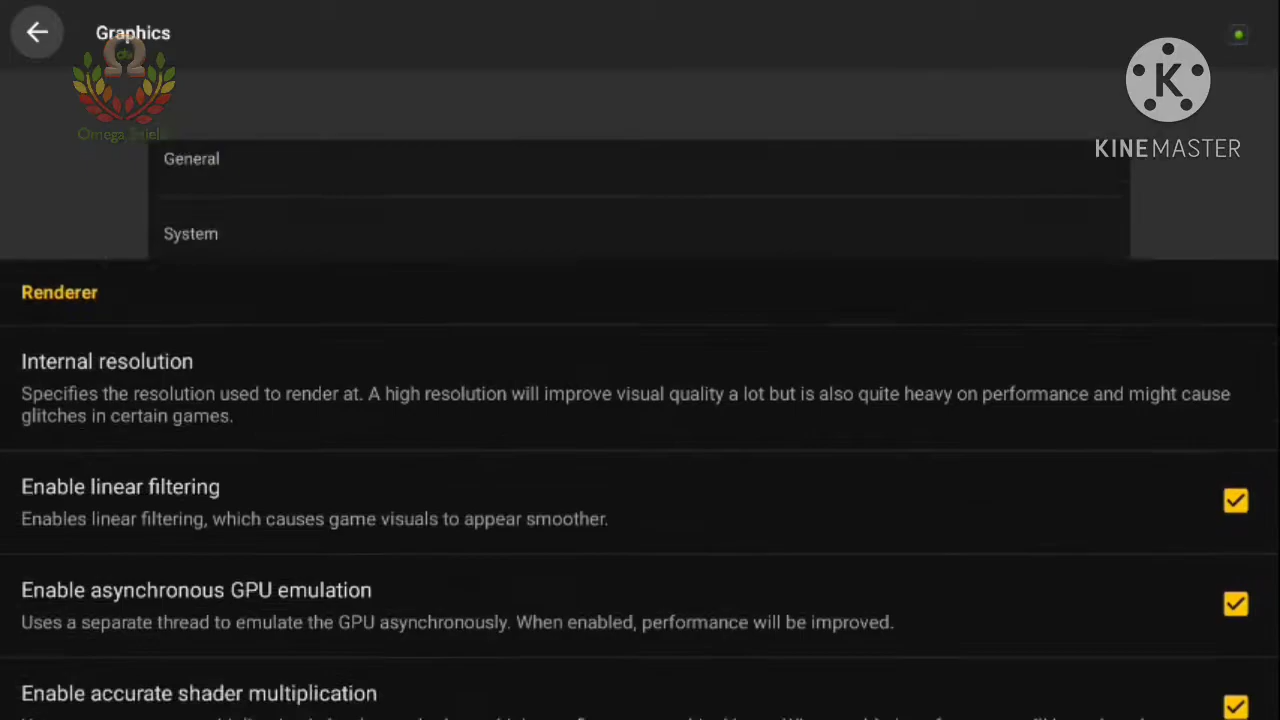 Graphics
KINEMASTER
Omega
General
System
Renderer
Internal resolution
Specifies the resolution used to render at. A high resolution will improve visual quality a lot but is also quite heavy on performance and might cause
glitches in certain games.
Enable linear filtering
Enables linear filtering, which causes game visuals to appear smoother.
Enable asynchronous GPU emulation
Uses a separate thread to emulate the GPU asynchronously. When enabled, performance will be improved.
Enable accurate shader multiplication